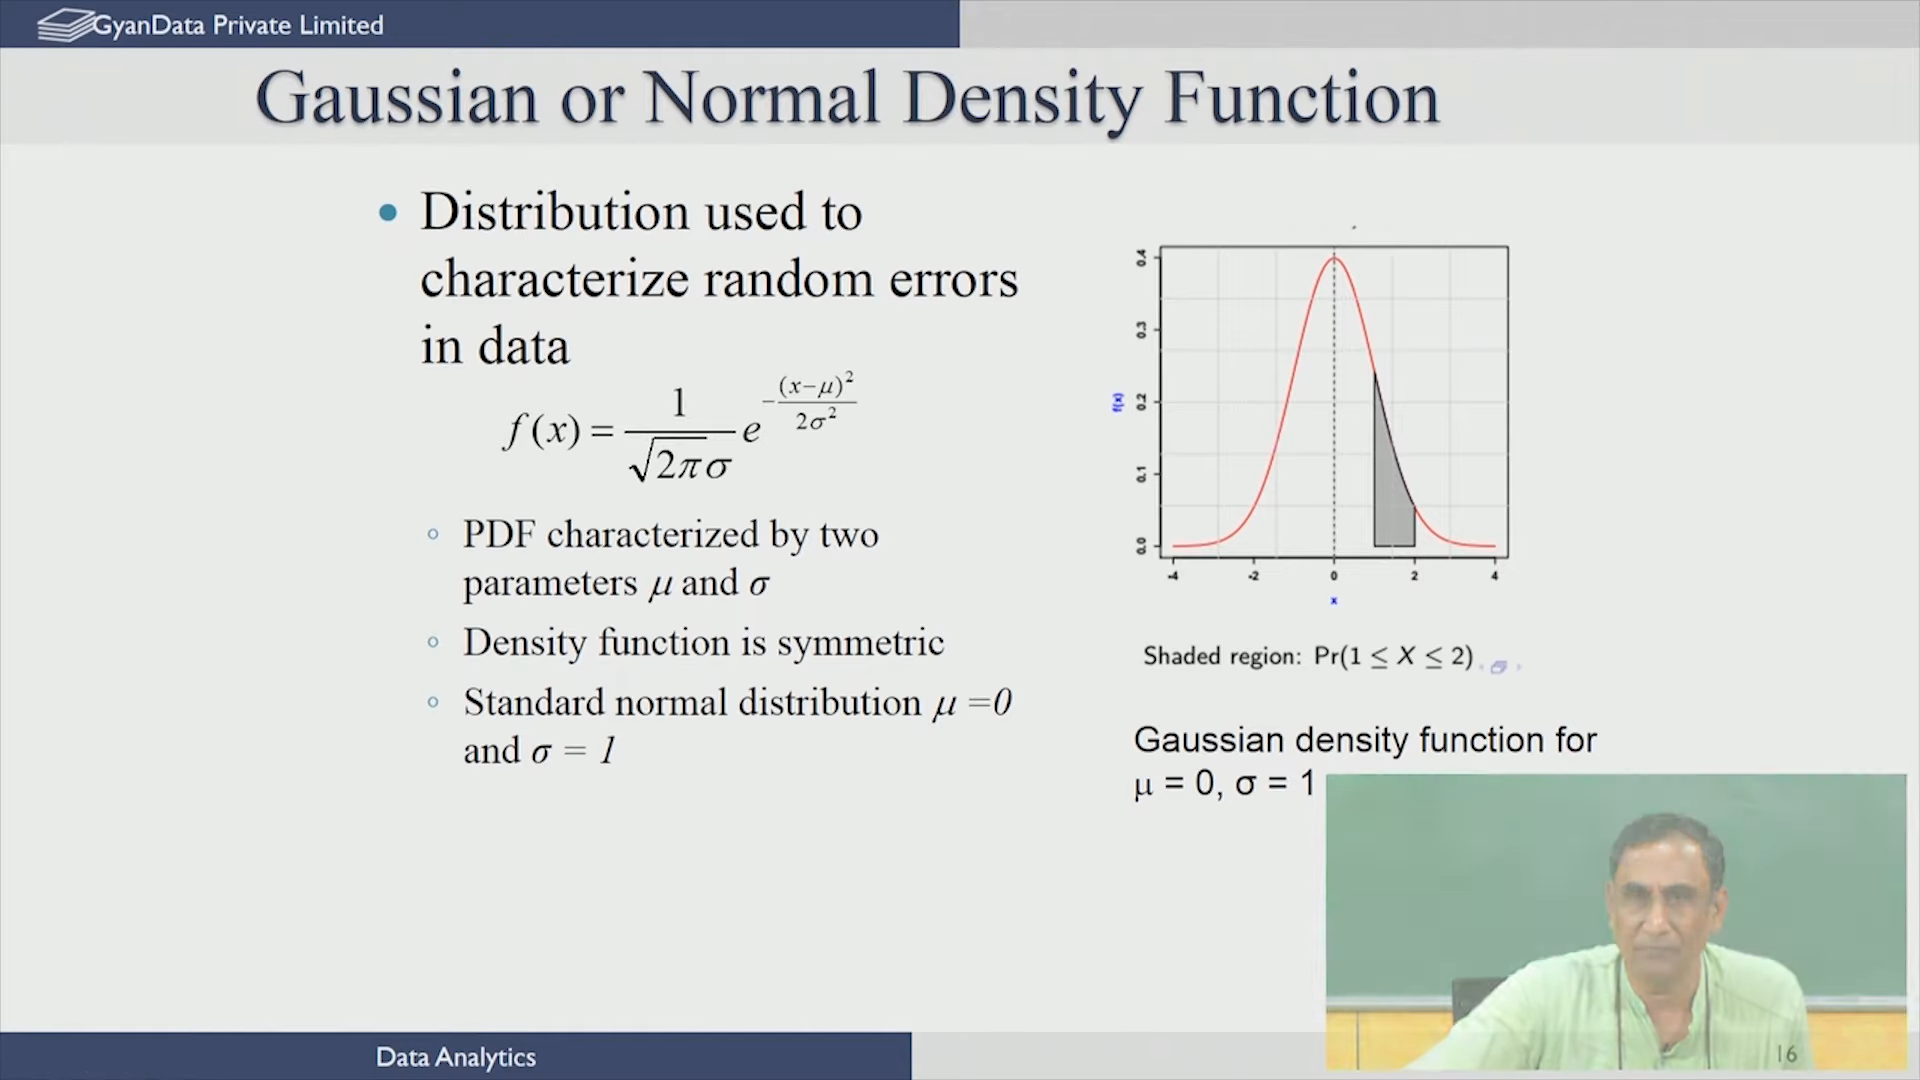 GyanData Private Limited
Gaussian or Normal Density Function
• Distribution used to
characterize random errors
in data
f(x) = 1/(√2π σ) e^(-(x-μ)²/(2σ²))
◦ PDF characterized by two
parameters μ and σ
◦ Density function is symmetric
◦ Standard normal distribution μ =0
and σ = 1
f(x)
0.4
0.3
0.2
0.1
0.0
-4 -2 0 2 4
x
Shaded region: Pr(1 ≤ X ≤ 2)
Gaussian density function for
μ = 0, σ = 1
Data Analytics
16